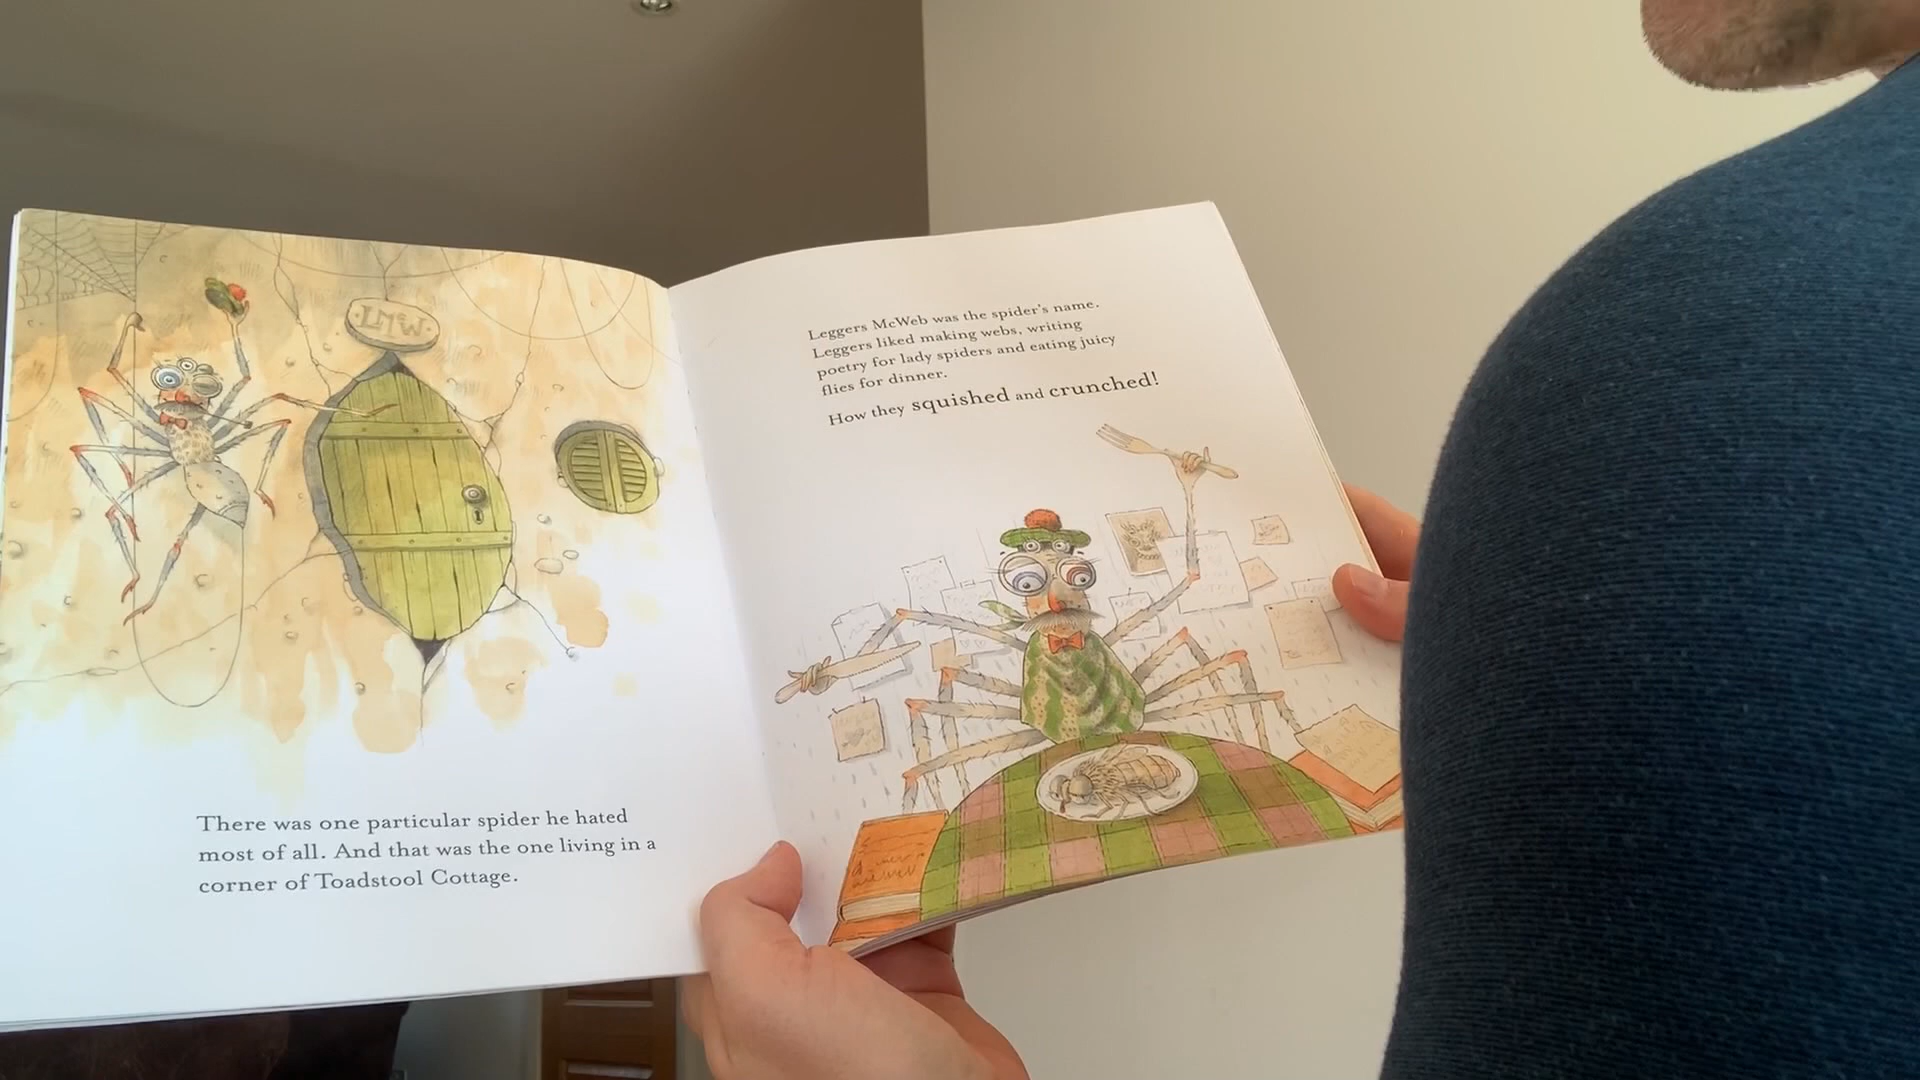 LMcW
There was one particular spider he hated
most of all. And that was the one living in a
corner of Toadstool Cottage.
Leggers McWeb was the spider's name.
Leggers liked making webs, writing
poetry for lady spiders and eating juicy
flies for dinner.
How they squished and crunched!